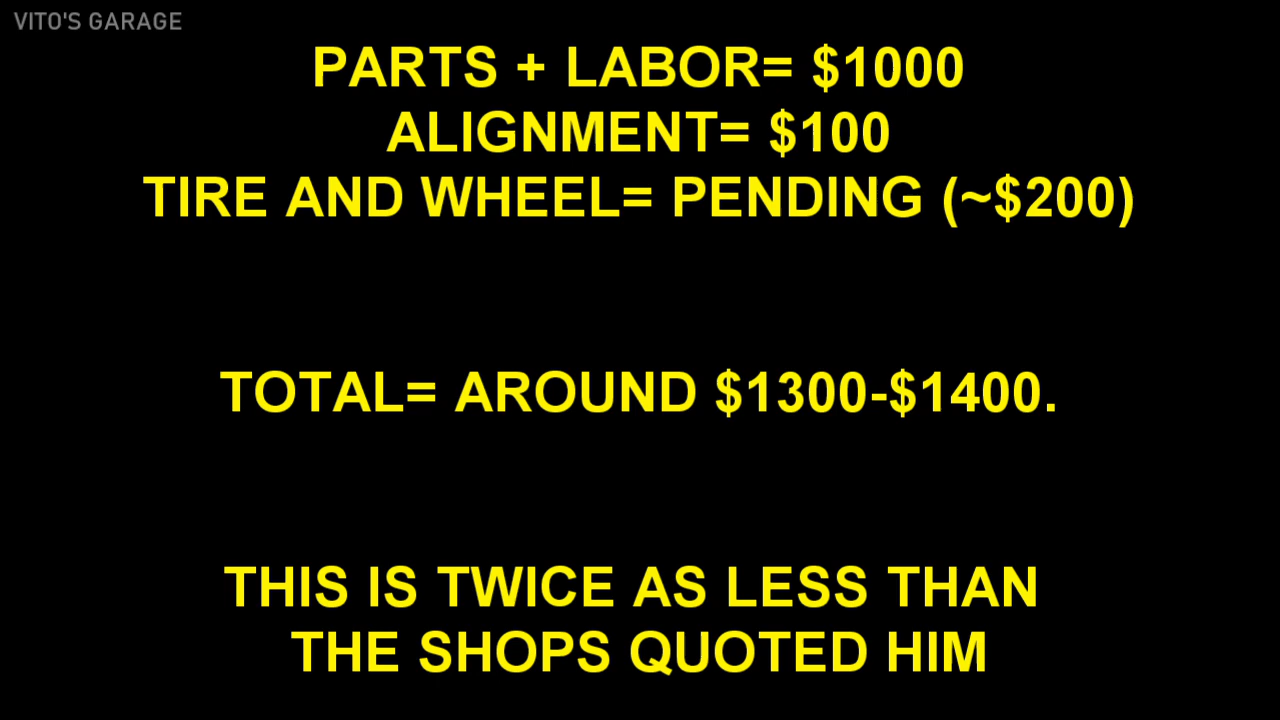 VITO'S GARAGE
PARTS + LABOR= $1000
ALIGNMENT= $100
TIRE AND WHEEL= PENDING (~$200)
TOTAL= AROUND $1300-$1400.
THIS IS TWICE AS LESS THAN
THE SHOPS QUOTED HIM